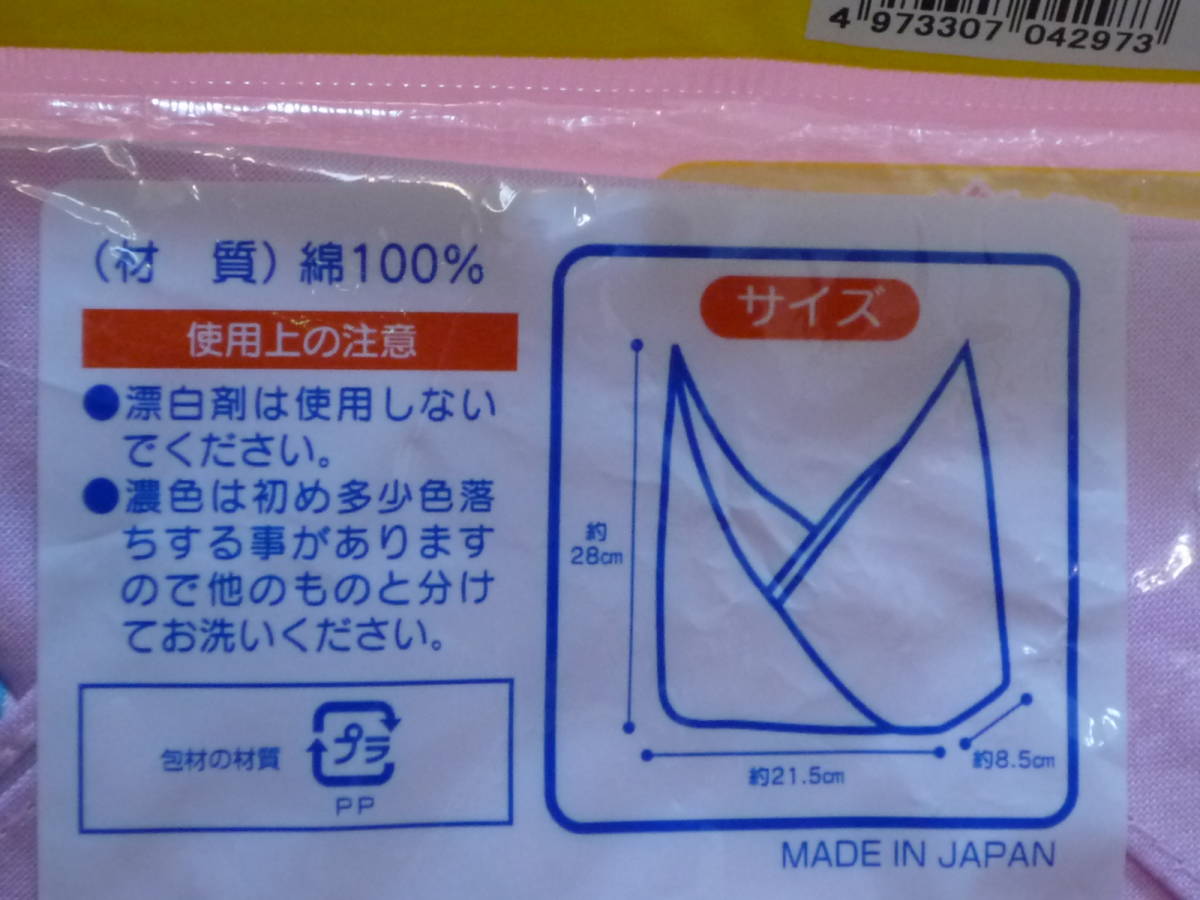 4 973307 042973
(材 質) 綿100%
使用上の注意
●漂白剤は使用しない
でください。
●濃色は初め多少色落
ちする事があります
ので他のものと分け
てお洗いください。
包材の材質
プラ
PP
サイズ
約
28cm
約21.5cm
約8.5cm
MADE IN JAPAN